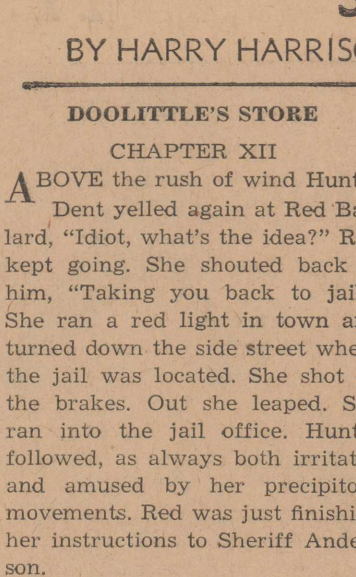 BY HARRY HARRISO
DOOLITTLE'S STORE
CHAPTER XII
ABOVE the rush of wind Hunt
Dent yelled again at Red Ba
lard, "Idiot, what's the idea?" R
kept going. She shouted back
him, "Taking you back to jail
She ran a red light in town a
turned down the side street whe
the jail was located. She shot
the brakes. Out she leaped. S
ran into the jail office. Hunt
followed, as always both irritat
and amused by her precipito
movements. Red was just finishi
her instructions to Sheriff Ande
son.